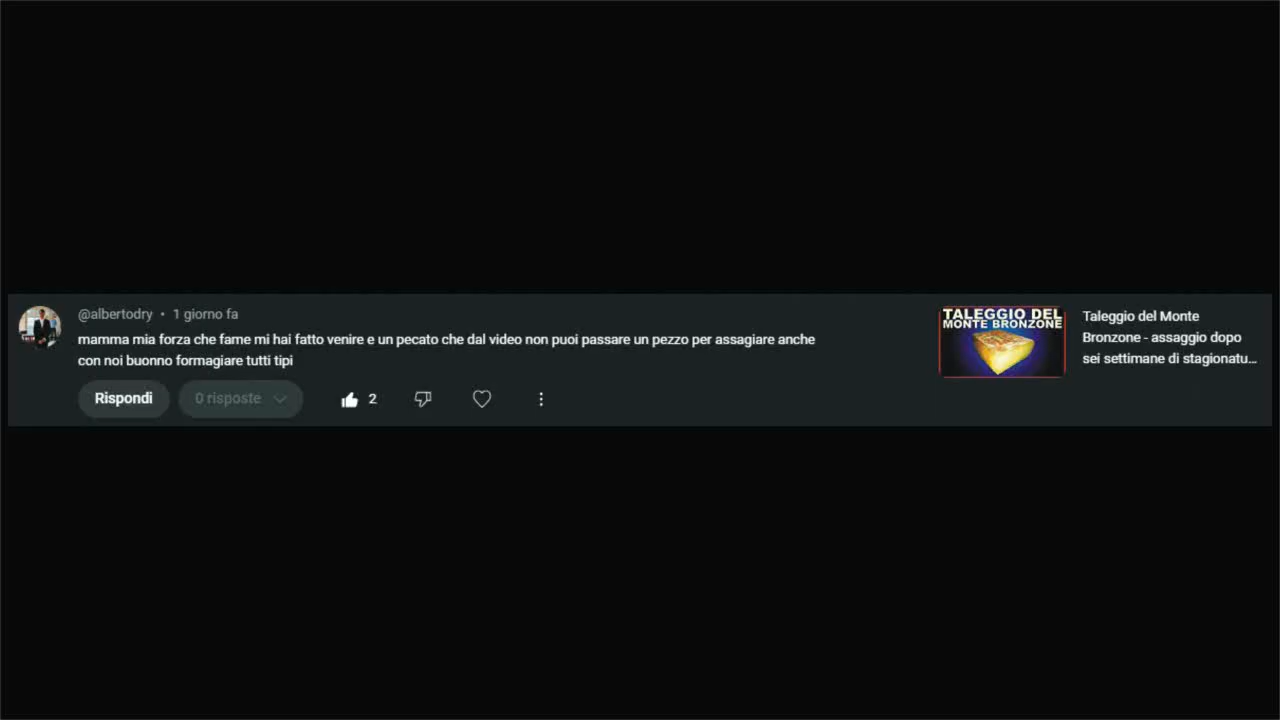 @albertodry • 1 giorno fa
mamma mia forza che fame mi hai fatto venire e un pecato che dal video non puoi passare un pezzo per assagiare anche
con noi buonno formagiare tutti tipi
Rispondi
0 risposte
2
TALEGGIO DEL
MONTE BRONZONE
Taleggio del Monte
Bronzone - assaggio dopo
sei settimane di stagionatu...